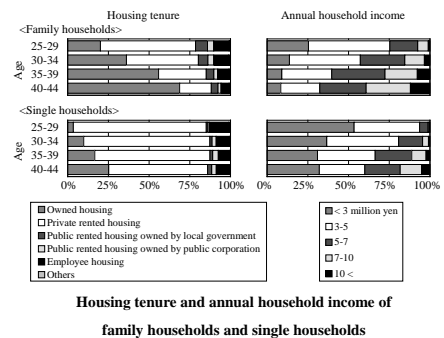 Housing tenure
Annual household income
<Family households>
Age
25-29
30-34
35-39
40-44
<Single households>
Age
25-29
30-34
35-39
40-44
0% 25% 50% 75% 100%
0% 25% 50% 75% 100%
Owned housing
Private rented housing
Public rented housing owned by local government
Public rented housing owned by public corporation
Employee housing
Others
< 3 million yen
3-5
5-7
7-10
10 <
Housing tenure and annual household income of
family households and single households